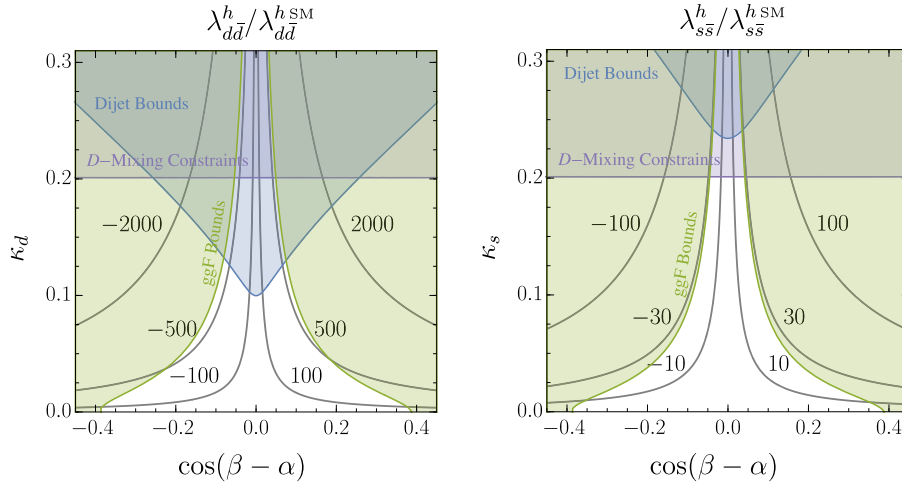 λ^h_{dd̄}/λ^{h SM}_{dd̄}
κ_d
0.3
0.2
0.1
0.0
Dijet Bounds
D−Mixing Constraints
ggF Bounds
−2000
2000
−500
500
−100
100
−0.4
−0.2
0.0
0.2
0.4
cos(β − α)
λ^h_{ss̄}/λ^{h SM}_{ss̄}
κ_s
0.3
0.2
0.1
0.0
Dijet Bounds
D−Mixing Constraints
ggF Bounds
−100
100
−30
30
−10
10
−0.4
−0.2
0.0
0.2
0.4
cos(β − α)